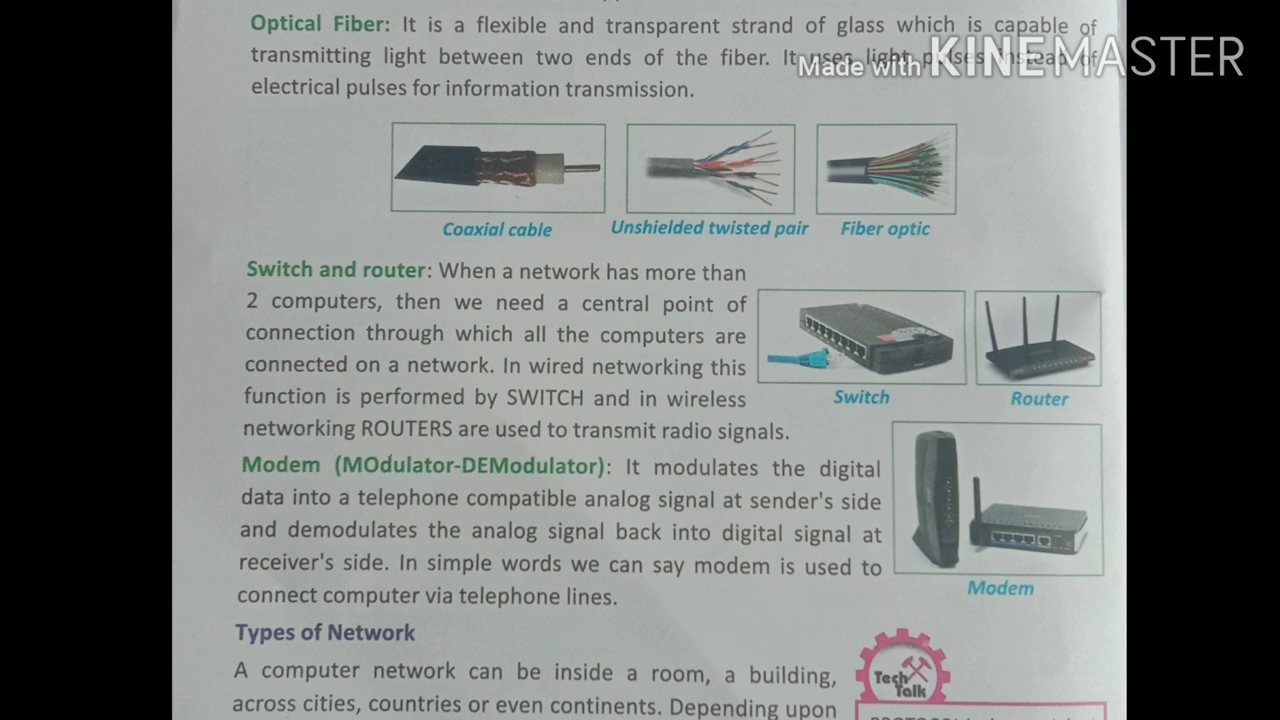 Optical Fiber: It is a flexible and transparent strand of glass which is capable of
transmitting light between two ends of the fiber. It uses light pulses instead of
Made with KINEMASTER
electrical pulses for information transmission.
Coaxial cable
Unshielded twisted pair
Fiber optic
Switch and router: When a network has more than
2 computers, then we need a central point of
connection through which all the computers are
connected on a network. In wired networking this
function is performed by SWITCH and in wireless
networking ROUTERS are used to transmit radio signals.
Switch
Router
Modem (MOdulator-DEModulator): It modulates the digital
data into a telephone compatible analog signal at sender's side
and demodulates the analog signal back into digital signal at
receiver's side. In simple words we can say modem is used to
connect computer via telephone lines.
Modem
Types of Network
A computer network can be inside a room, a building,
across cities, countries or even continents. Depending upon
Tech
Talk